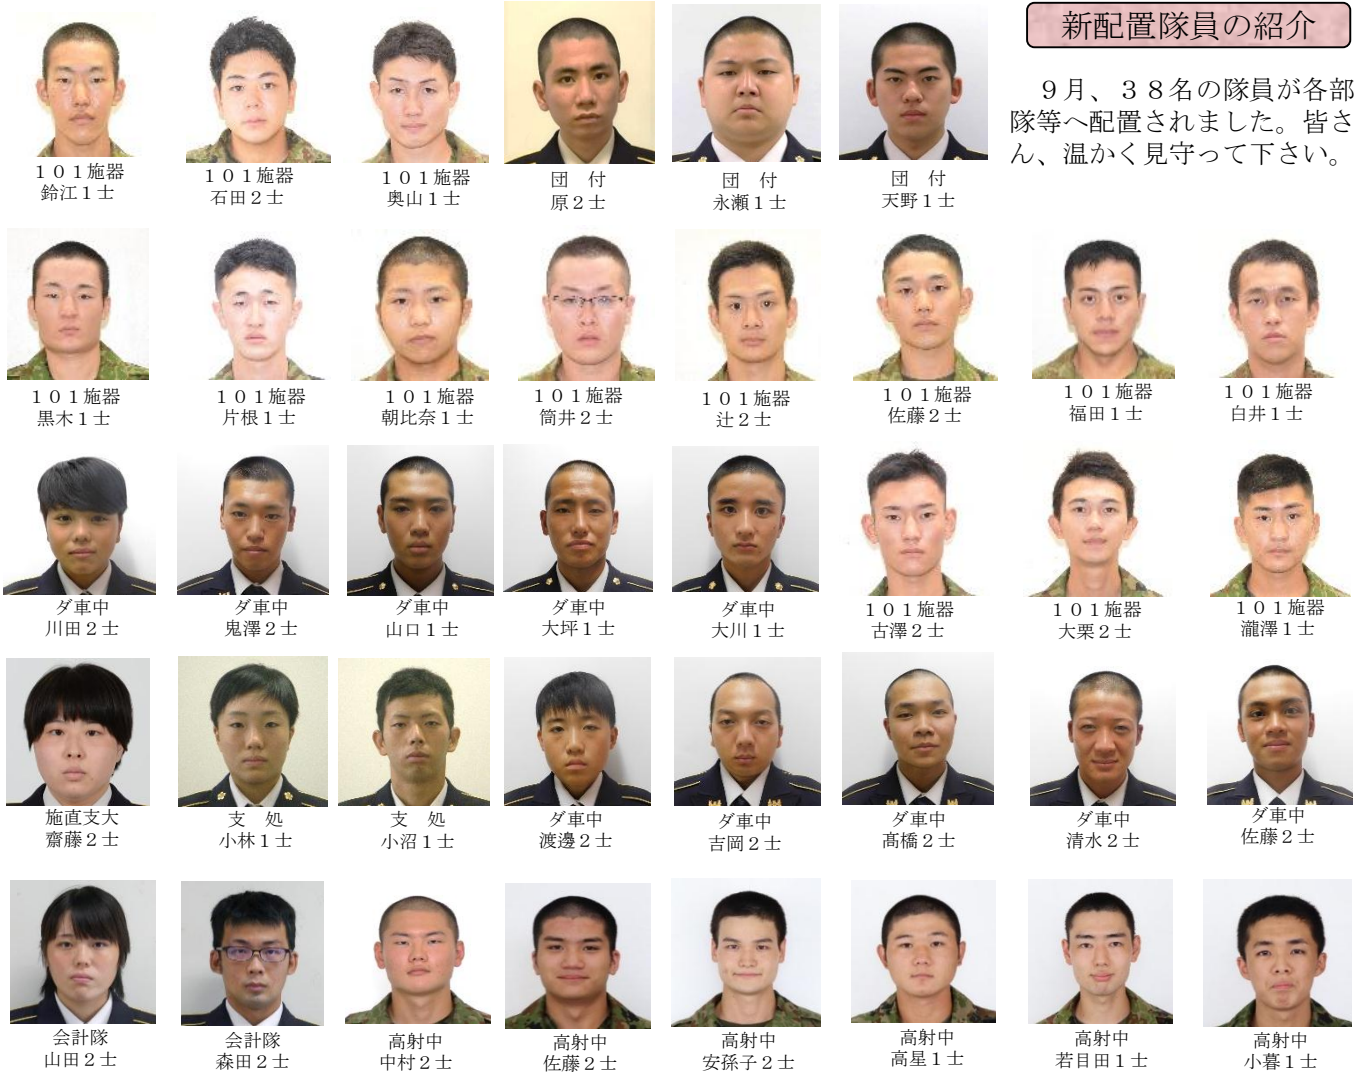 新配置隊員の紹介
９月、３８名の隊員が各部
隊等へ配置されました。皆さ
ん、温かく見守って下さい。
１０１施器
鈴江１士
１０１施器
石田２士
１０１施器
奥山１士
団　付
原２士
団　付
永瀬１士
団　付
天野１士
１０１施器
黒木１士
１０１施器
片根１士
１０１施器
朝比奈１士
１０１施器
筒井２士
１０１施器
辻２士
１０１施器
佐藤２士
１０１施器
福田１士
１０１施器
白井１士
ダ車中
川田２士
ダ車中
鬼澤２士
ダ車中
山口１士
ダ車中
大坪１士
ダ車中
大川１士
１０１施器
古澤２士
１０１施器
大栗２士
１０１施器
瀧澤１士
施直支大
齋藤２士
支　処
小林１士
支　処
小沼１士
ダ車中
渡邊２士
ダ車中
吉岡２士
ダ車中
髙橋２士
ダ車中
清水２士
ダ車中
佐藤２士
会計隊
山田２士
会計隊
森田２士
高射中
中村２士
高射中
佐藤２士
高射中
安孫子２士
高射中
高星１士
高射中
若目田１士
高射中
小暮１士